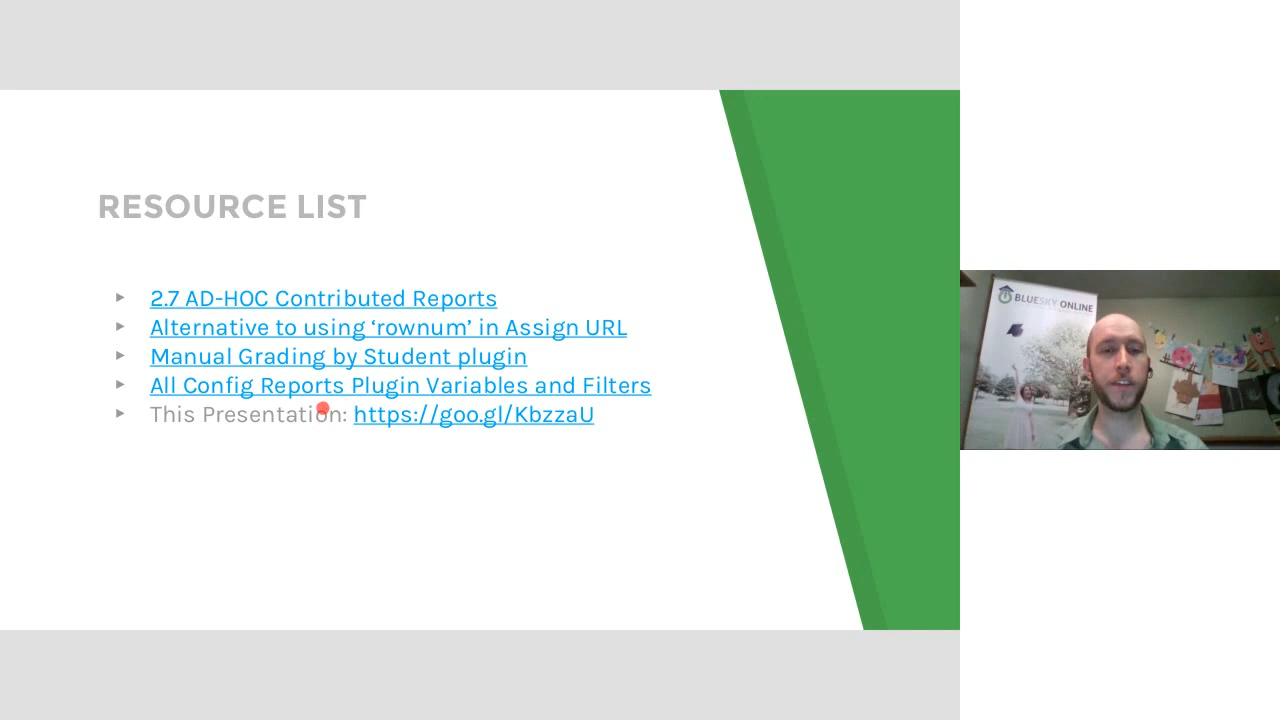 RESOURCE LIST
2.7 AD-HOC Contributed Reports
Alternative to using ‘rownum’ in Assign URL
Manual Grading by Student plugin
All Config Reports Plugin Variables and Filters
This Presentation: https://goo.gl/KbzzaU
BLUESKY ONLINE